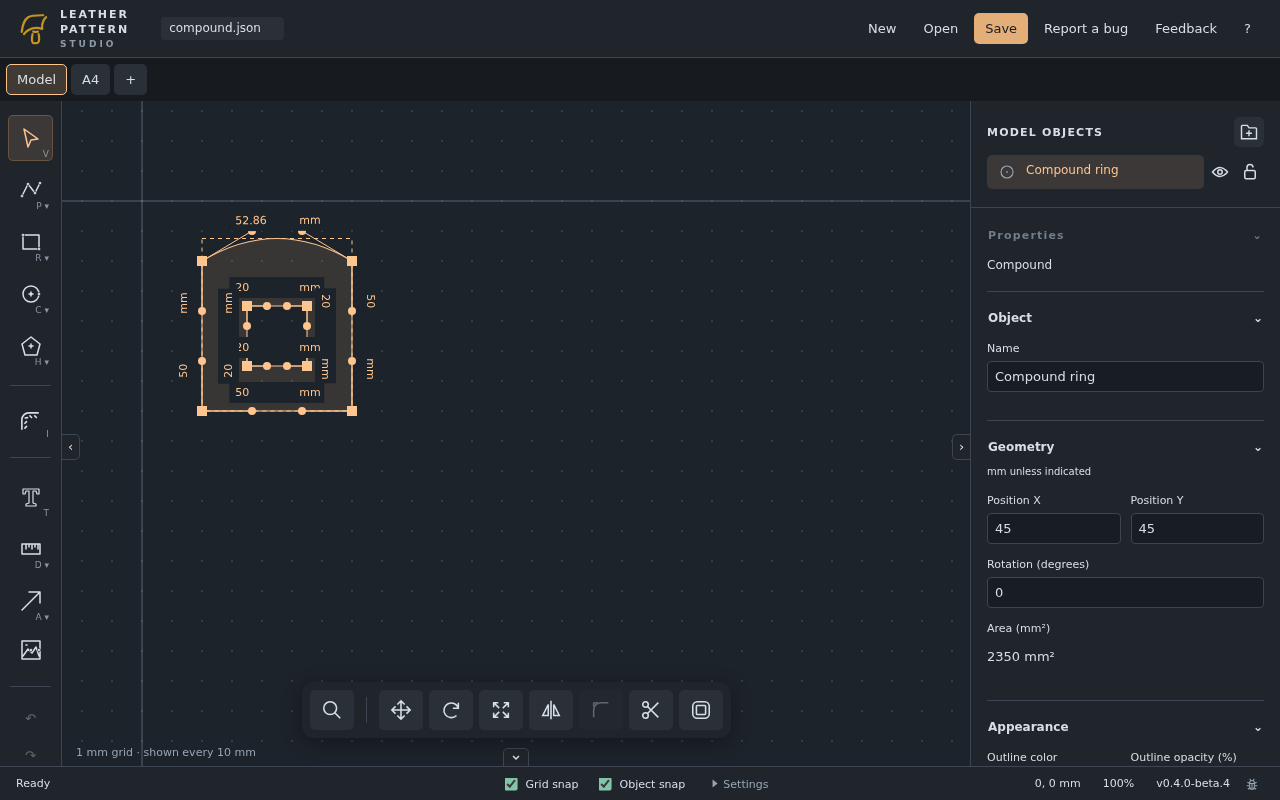 LEATHER
PATTERN
STUDIO
compound.json
New
Open
Save
Report a bug
Feedback
?
Model
A4
+
V
P
R
C
H
I
T
D
A
52.86 mm
mm
50
50
mm
20 mm
mm
20
20
mm
20 mm
50 mm
1 mm grid · shown every 10 mm
MODEL OBJECTS
Compound ring
Properties
Compound
Object
Name
Compound ring
Geometry
mm unless indicated
Position X
Position Y
45
45
Rotation (degrees)
0
Area (mm²)
2350 mm²
Appearance
Outline color
Outline opacity (%)
Ready
Grid snap
Object snap
Settings
0, 0 mm
100%
v0.4.0-beta.4